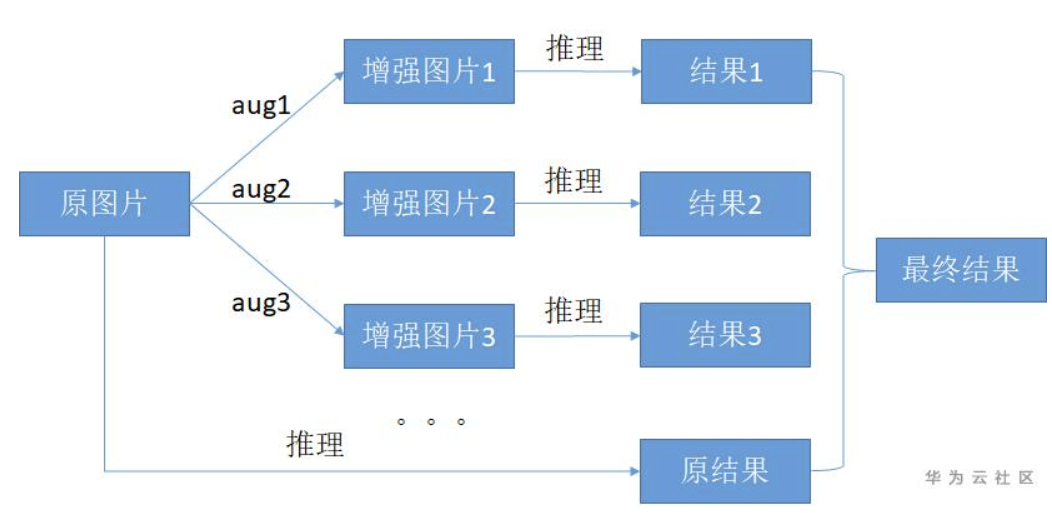 增强图片1
推理
结果1
aug1
原图片
aug2
增强图片2
推理
结果2
最终结果
aug3
增强图片3
推理
结果3
。。。
推理
原结果
华为云社区